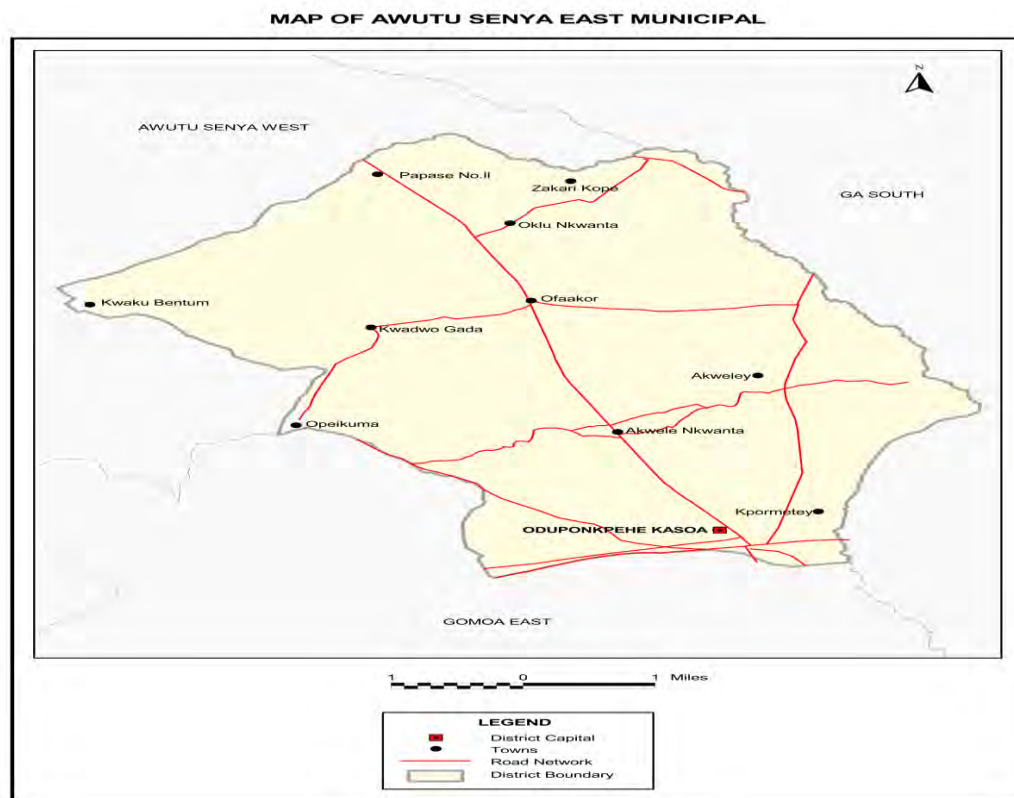 MAP OF AWUTU SENYA EAST MUNICIPAL
N
AWUTU SENYA WEST
Papase No.II
Zakari Kope
GA SOUTH
Oklu Nkwanta
Kwaku Bentum
Ofaakor
Kwadwo Gada
Akweley
Opeikuma
Akwele Nkwanta
Kpormetey
ODUPONKPEHE KASOA
GOMOA EAST
1 0 1 Miles
LEGEND
District Capital
Towns
Road Network
District Boundary